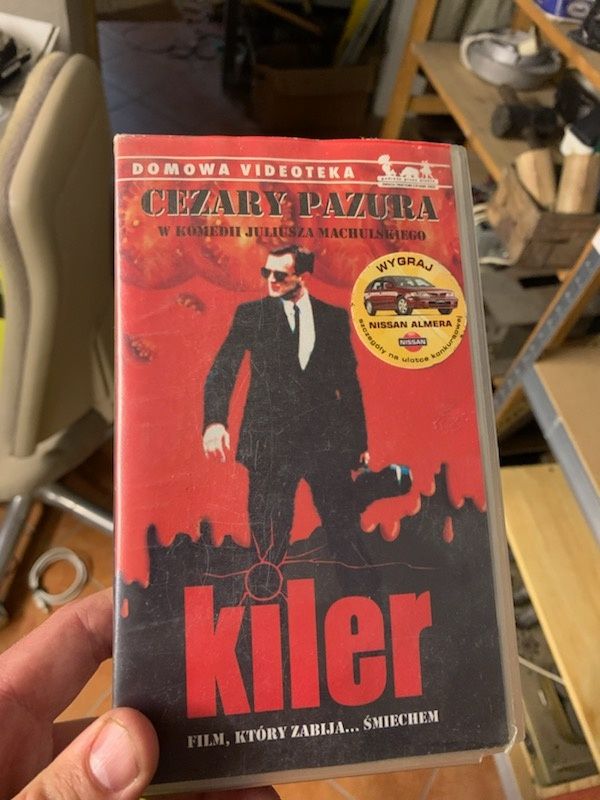 DOMOWA VIDEOTEKA
CEZARY PAZURA
W KOMEDII JULIUSZA MACHULSKIEGO
WYGRAJ
NISSAN ALMERA
NISSAN
szczegóły na ulotce konkursowej
kiler
FILM, KTÓRY ZABIJA... ŚMIECHEM